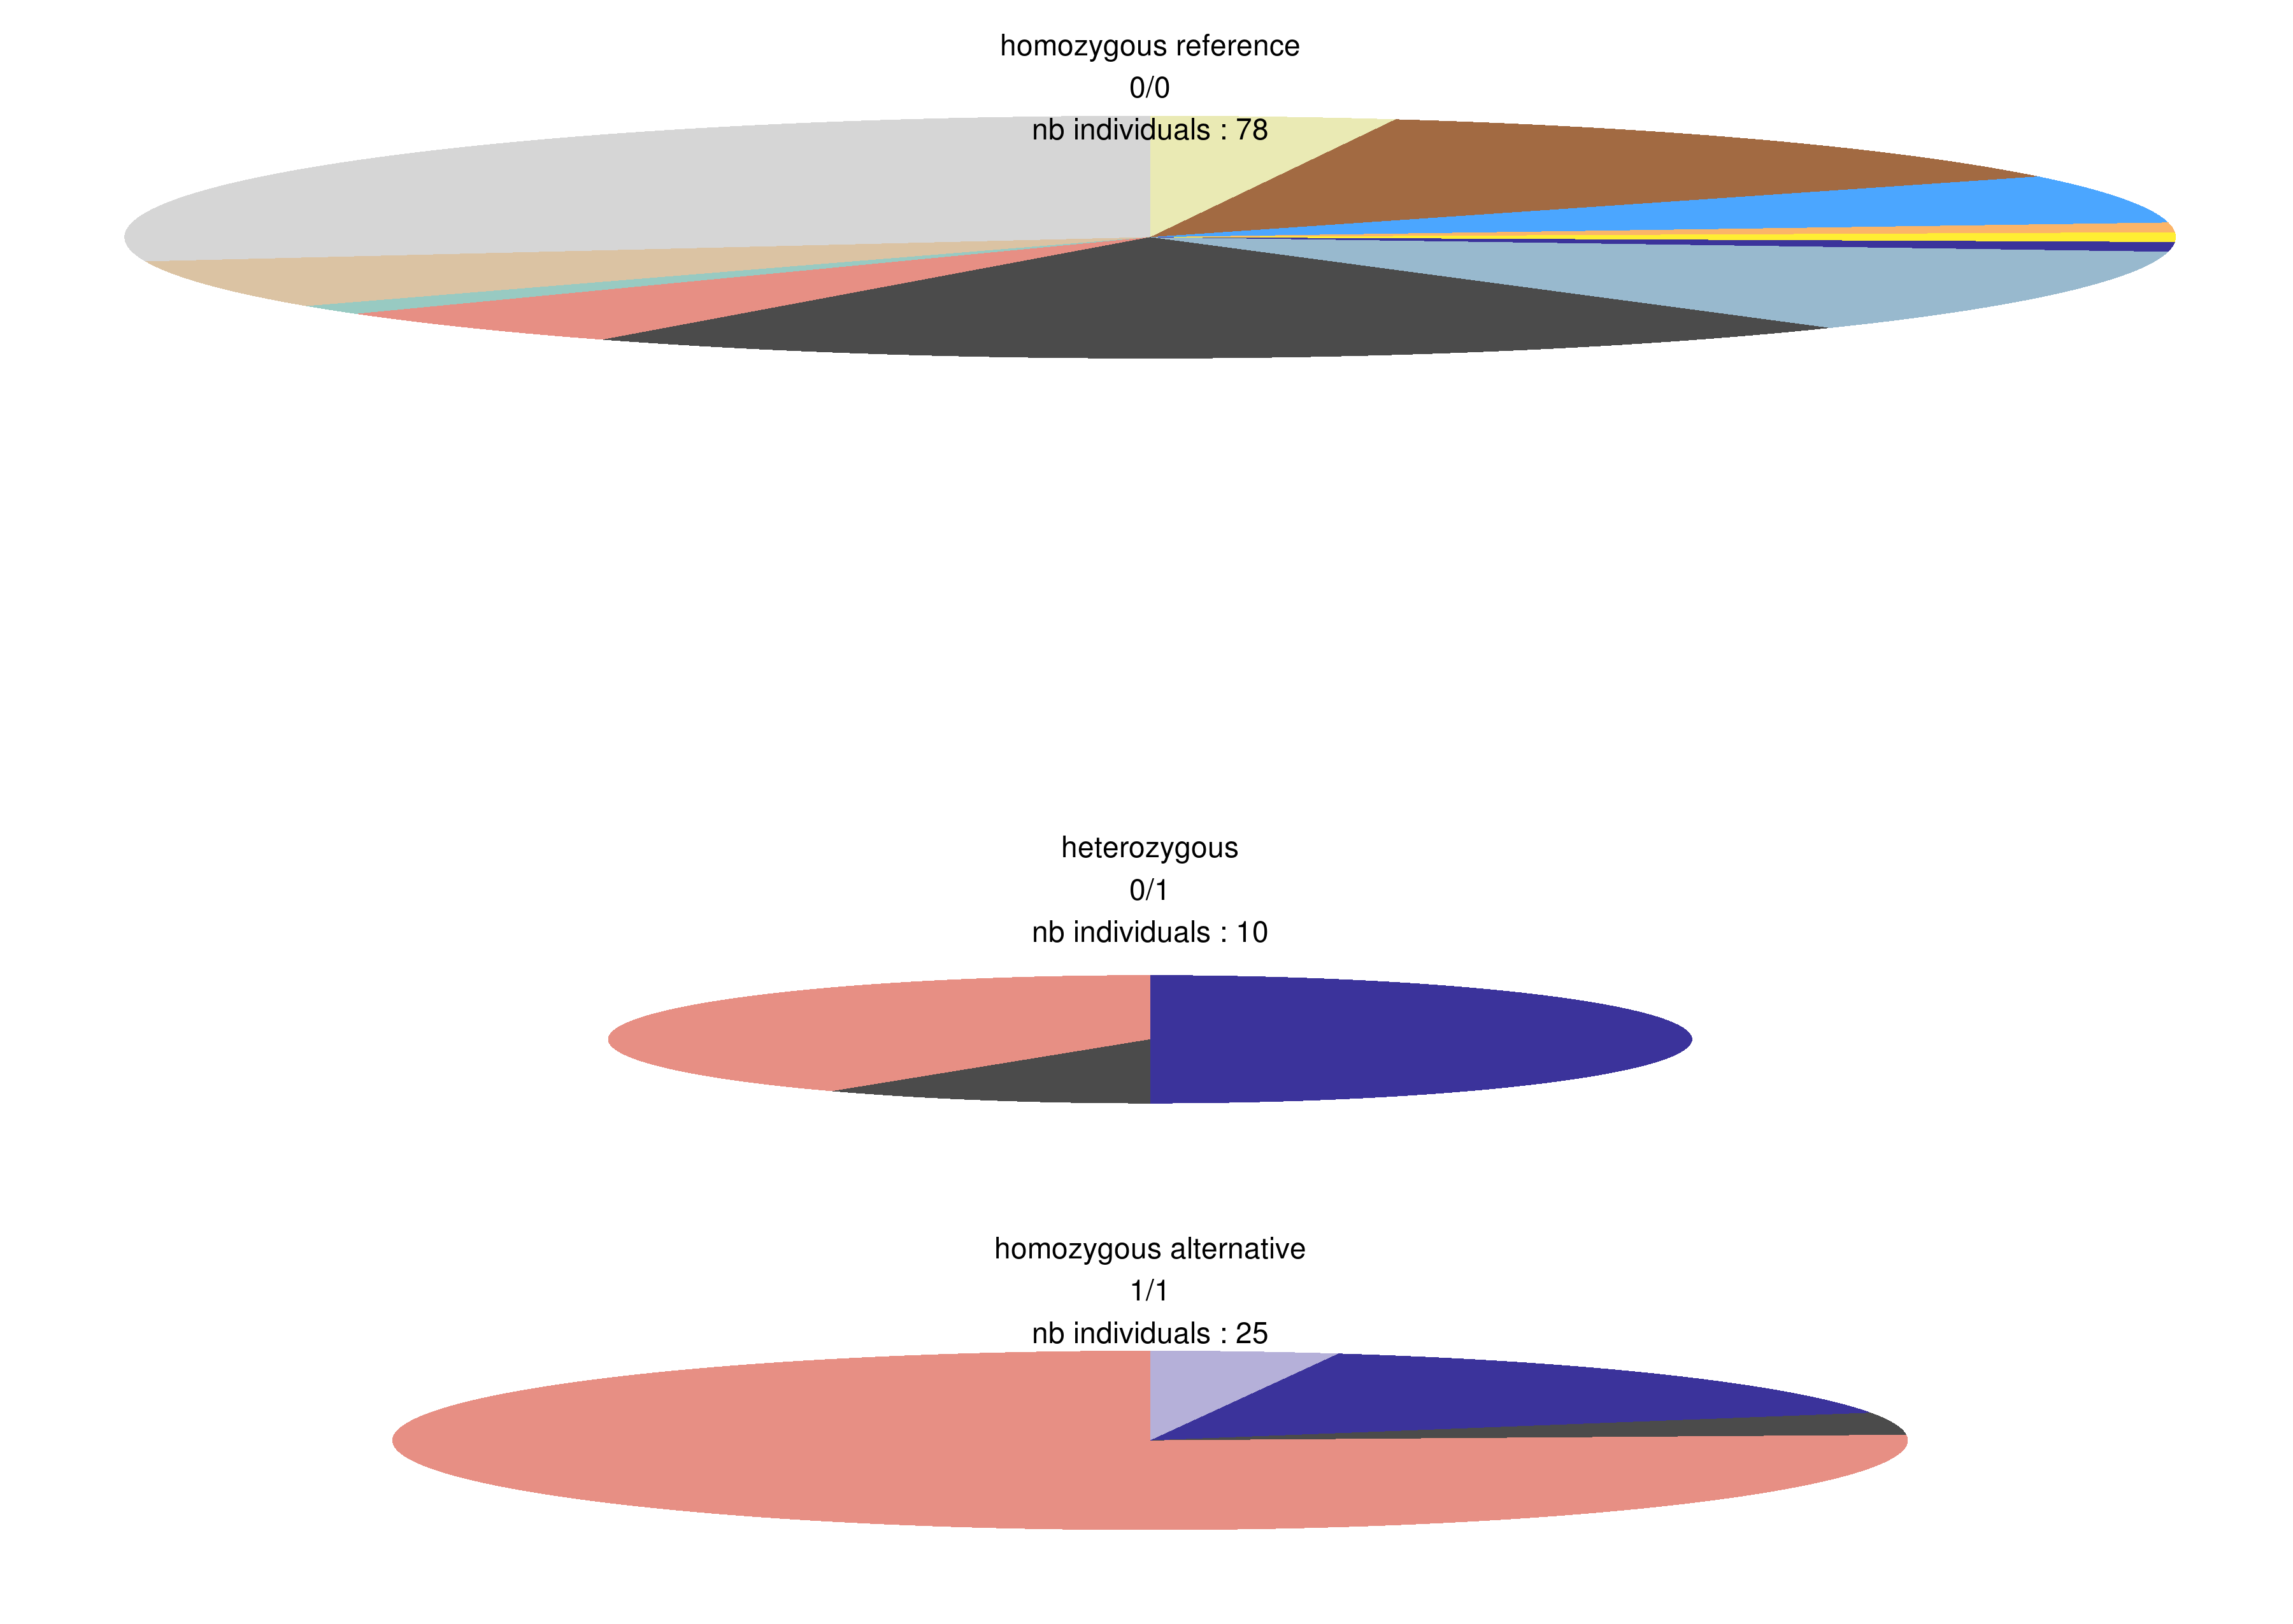 homozygous reference
0/0
nb individuals : 78
heterozygous
0/1
nb individuals : 10
homozygous alternative
1/1
nb individuals : 25